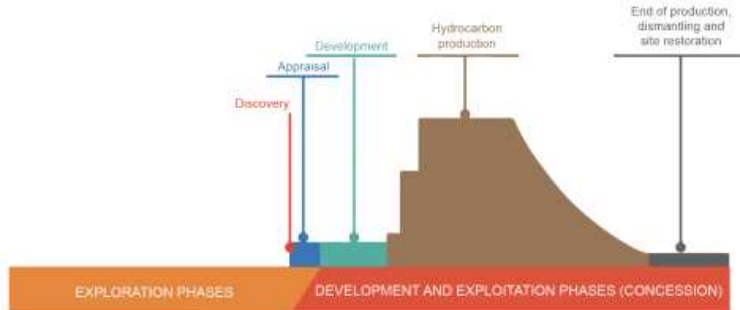 Discovery
Appraisal
Development
Hydrocarbon
production
End of production,
dismantling and
site restoration
EXPLORATION PHASES
DEVELOPMENT AND EXPLOITATION PHASES (CONCESSION)